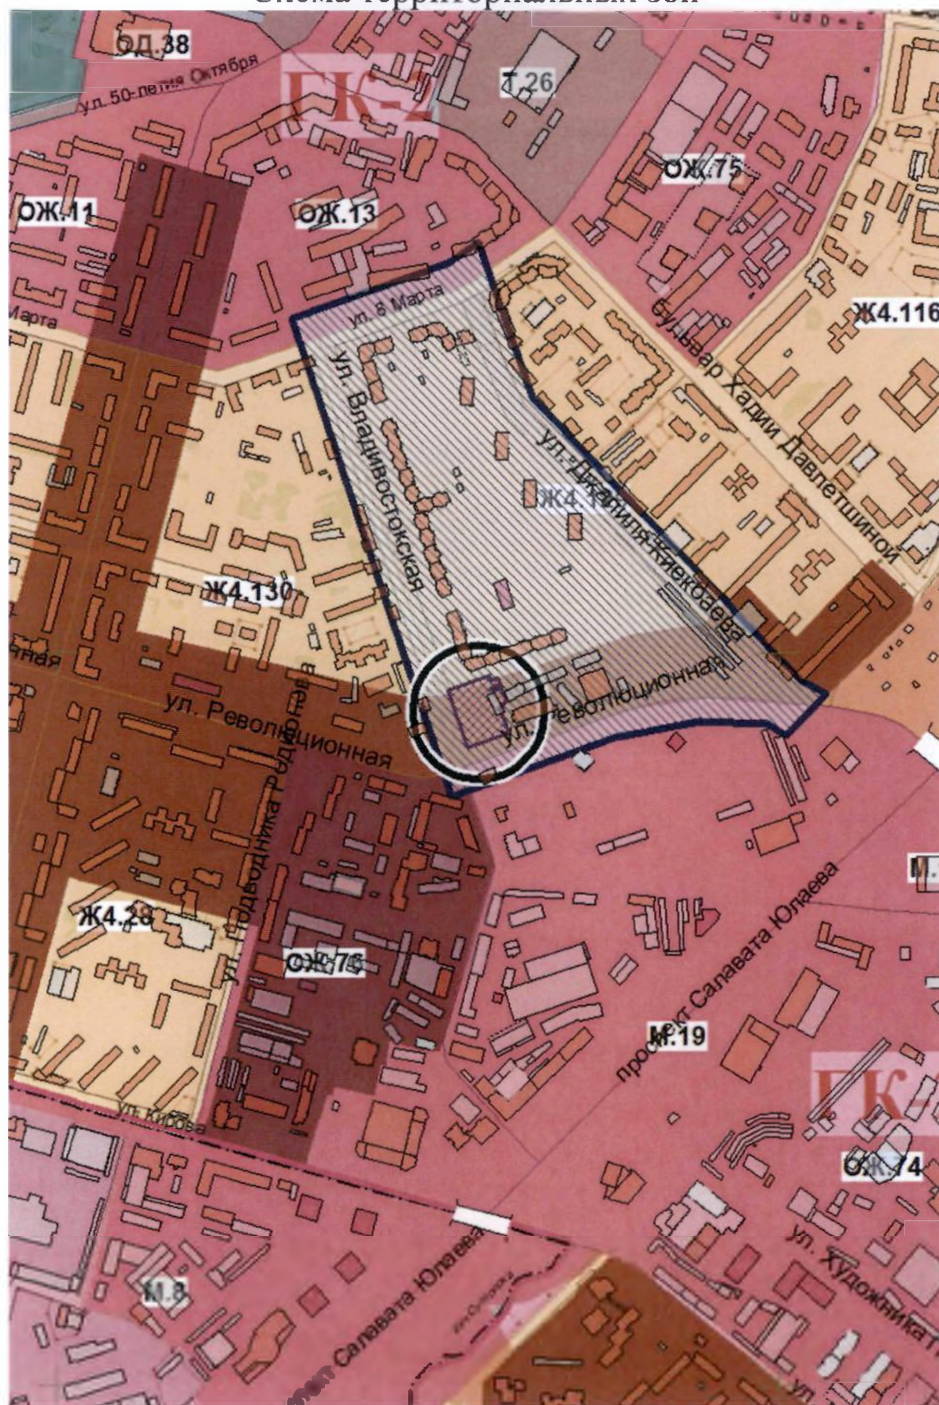 Схема территориальных зон
ОД.38
ул. 50-летия Октября
ГК-2
Т.26
ОЖ.75
ОЖ.11
ОЖ.13
ул. 8 Марта
Марта
Ж4.116
бульвар Хадии Давлетшиной
ул. Владивостокская
ул. Джалиля Киекбаева
Ж4.130
ул. Революционная
ул. Революционная
ул. Подводника Родионова
Ж4.28
ОЖ.76
проспект Салавата Юлаева
М.19
ГК-
ул. Кирова
ОЖ.74
ул. Художника
М.8
Салавата Юлаева
ул.